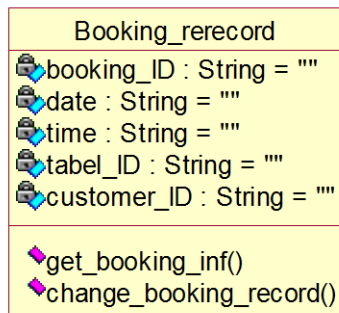 Booking_rerecord
booking_ID : String = ""
date : String = ""
time : String = ""
tabel_ID : String = ""
customer_ID : String = ""
get_booking_inf()
change_booking_record()